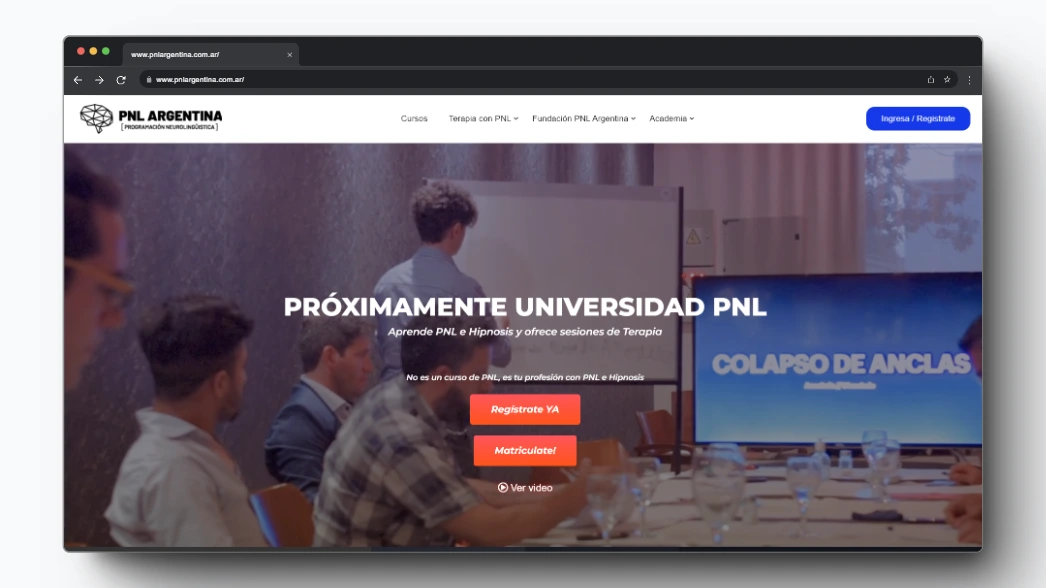 www.pnlargentina.com.ar/
www.pnlargentina.com.ar/
PNL ARGENTINA
[PROGRAMACIÓN NEUROLINGÜÍSTICA]
Cursos
Terapia con PNL
Fundación PNL Argentina
Academia
Ingresa / Registrate
PRÓXIMAMENTE UNIVERSIDAD PNL
Aprende PNL e Hipnosis y ofrece sesiones de Terapia
COLAPSO DE ANCLAS
No es un curso de PNL, es tu profesión con PNL e Hipnosis
Regístrate YA
Matriculate!
Ver video